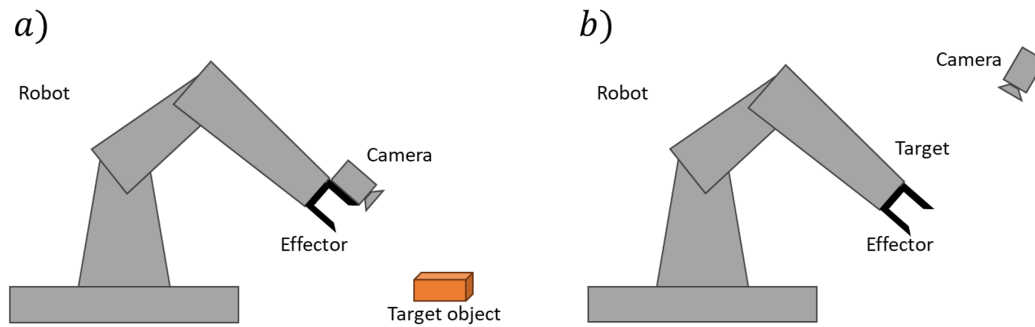 a)
Robot
Camera
Effector
Target object
b)
Camera
Robot
Target
Effector